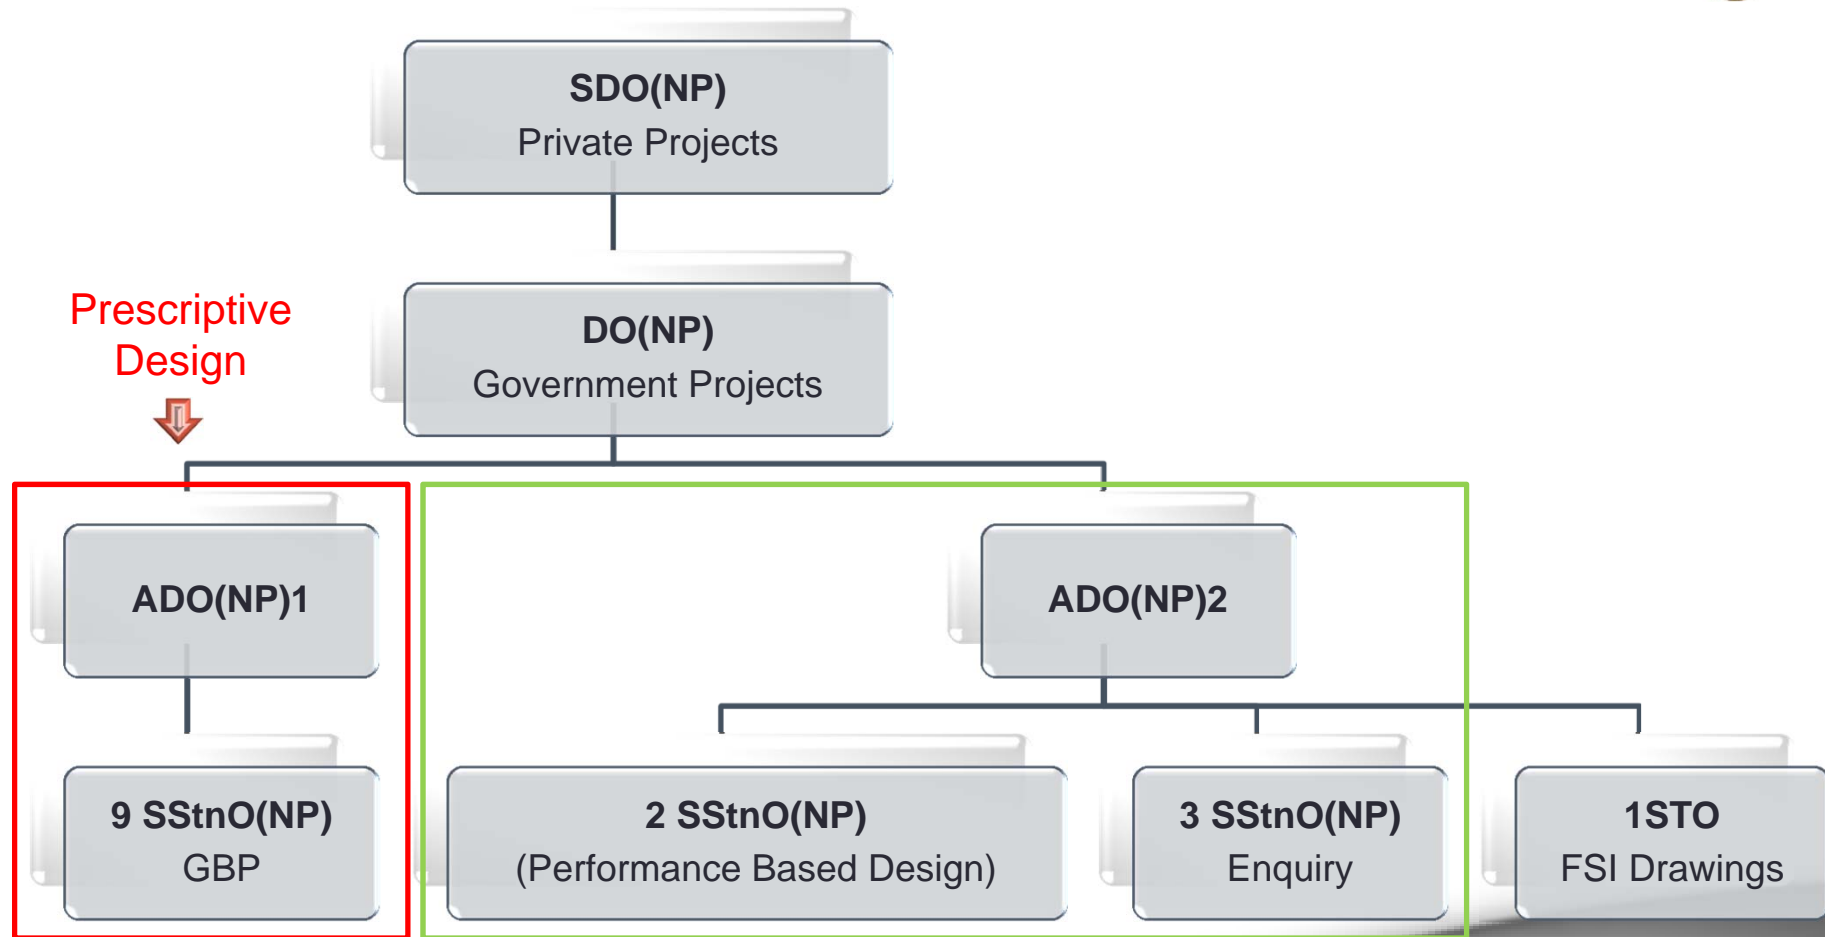 SDO(NP)
Private Projects
Prescriptive
Design
DO(NP)
Government Projects
ADO(NP)1
ADO(NP)2
9 SStnO(NP)
GBP
2 SStnO(NP)
(Performance Based Design)
3 SStnO(NP)
Enquiry
1STO
FSI Drawings